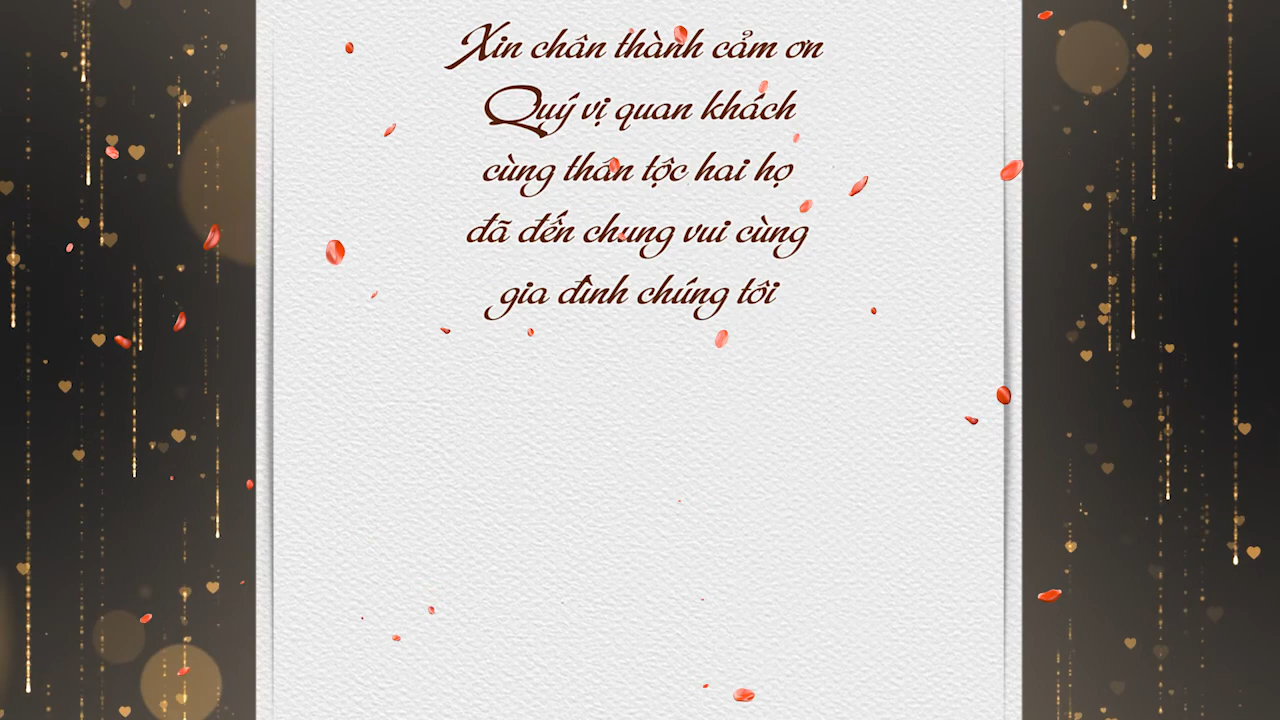 Xin chân thành cảm ơn
Quý vị quan khách
cùng thân tộc hai họ
đã đến chung vui cùng
gia đình chúng tôi